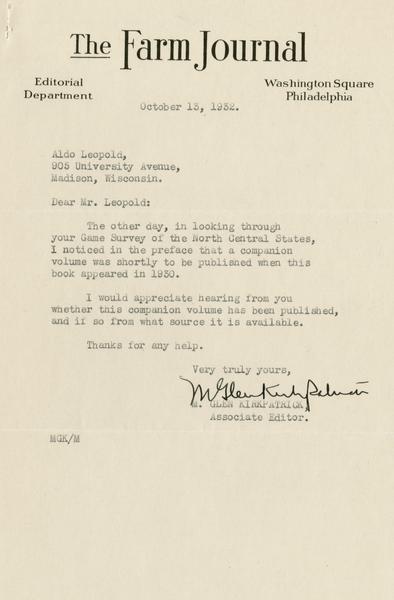 The Farm Journal
Editorial
Department
Washington Square
Philadelphia
October 13, 1932.
Aldo Leopold,
905 University Avenue,
Madison, Wisconsin.
Dear Mr. Leopold:
The other day, in looking through
your Game Survey of the North Central States,
I noticed in the preface that a companion
volume was shortly to be published when this
book appeared in 1930.
I would appreciate hearing from you
whether this companion volume has been published,
and if so from what source it is available.
Thanks for any help.
Very truly yours,
M Glen Kirkpatrick
M. GLEN KIRKPATRICK,
Associate Editor.
MGK/M